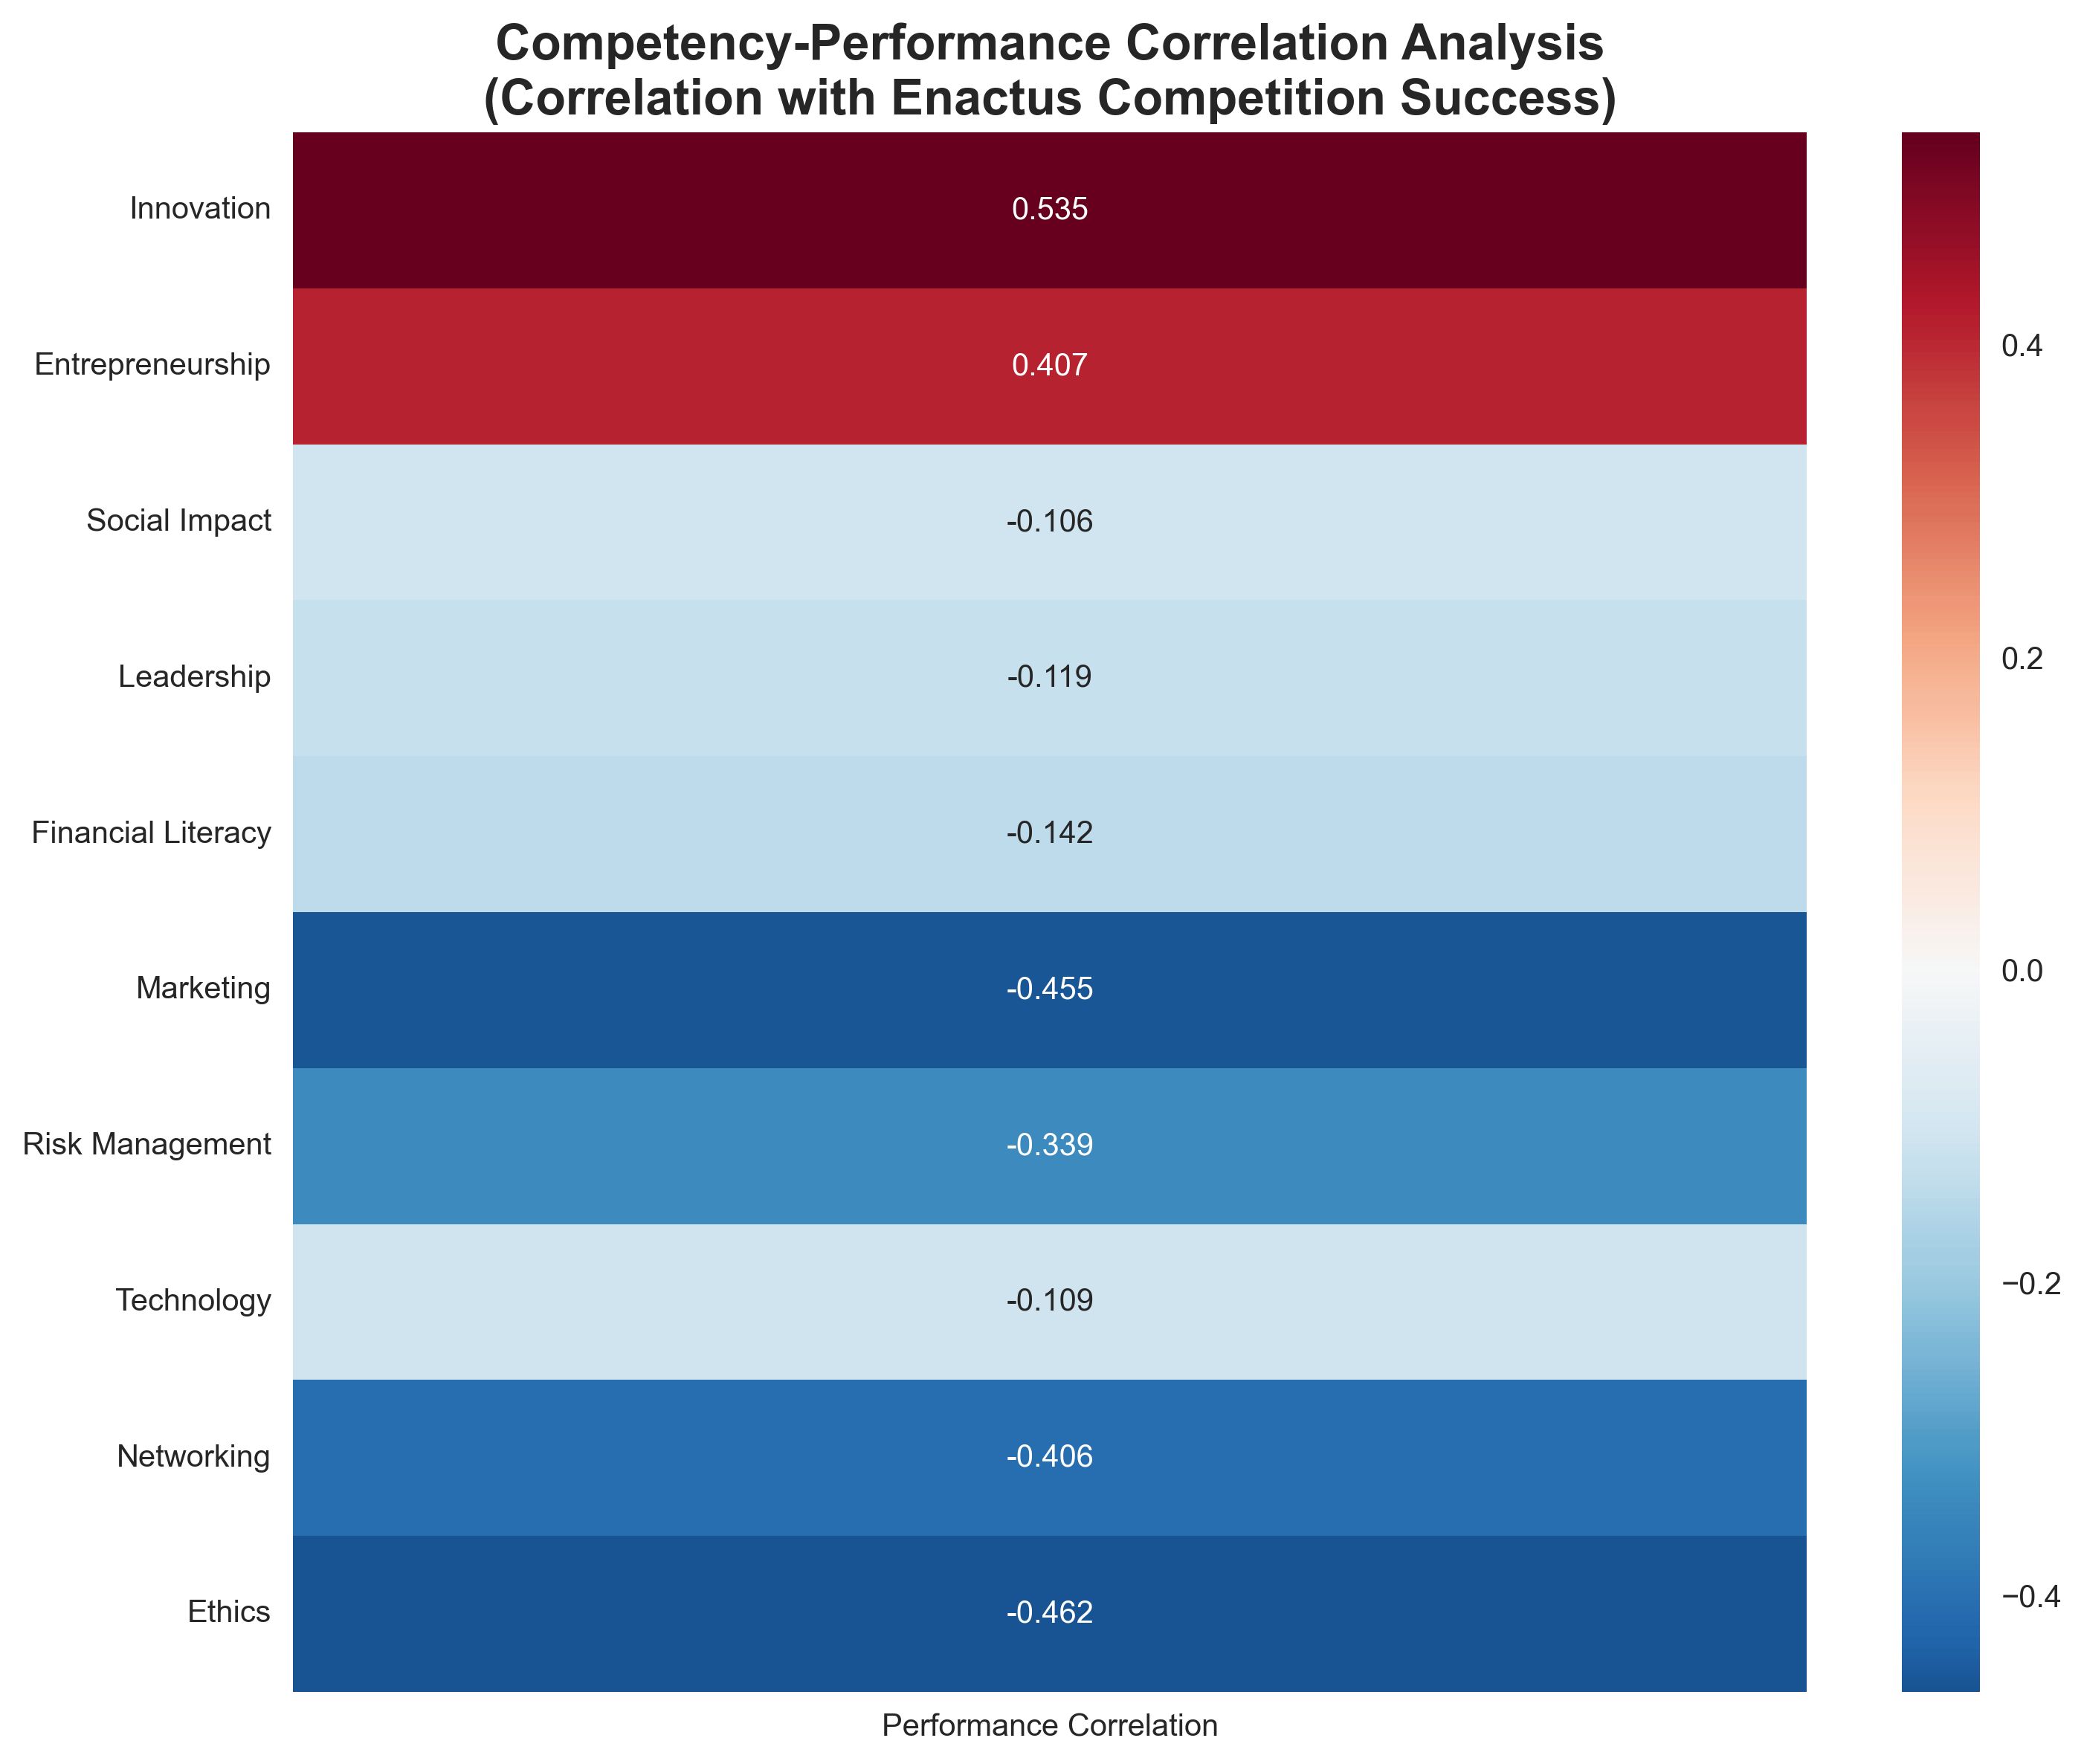 Competency-Performance Correlation Analysis
(Correlation with Enactus Competition Success)
Innovation
0.535
Entrepreneurship
0.407
Social Impact
-0.106
Leadership
-0.119
Financial Literacy
-0.142
Marketing
-0.455
Risk Management
-0.339
Technology
-0.109
Networking
-0.406
Ethics
-0.462
Performance Correlation
0.4
0.2
0.0
−0.2
−0.4